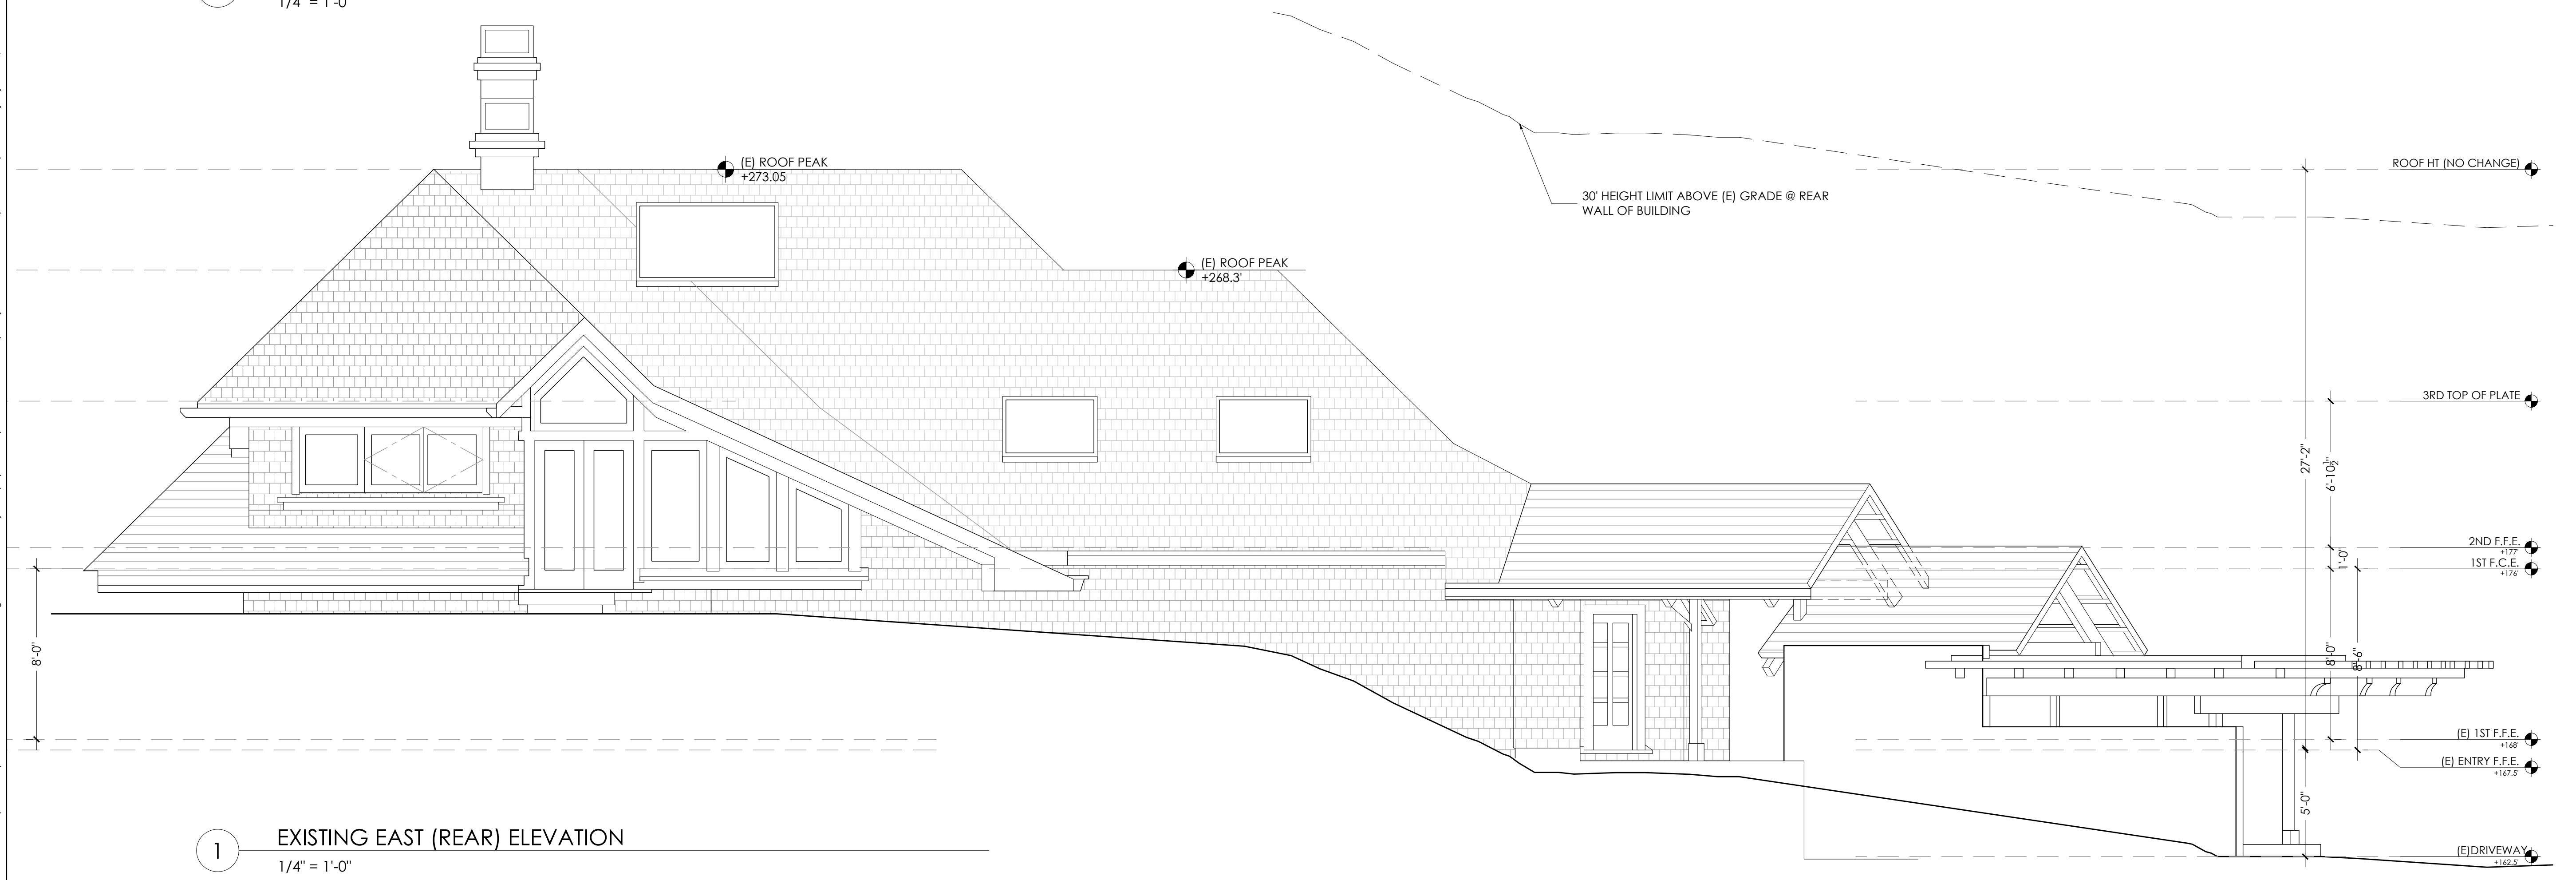 1/4" = 1'-0"
(E) ROOF PEAK
+273.05
ROOF HT (NO CHANGE)
30' HEIGHT LIMIT ABOVE (E) GRADE @ REAR
WALL OF BUILDING
(E) ROOF PEAK
+268.3'
3RD TOP OF PLATE
27'-2"
6'-10½"
2ND F.F.E.
+177'
1'-0"
1ST F.C.E.
+176'
8'-0"
8'-0"
8'-6"
(E) 1ST F.F.E.
+168'
(E) ENTRY F.F.E.
+167.5'
5'-0"
(E)DRIVEWAY
+162.5'
1
EXISTING EAST (REAR) ELEVATION
1/4" = 1'-0"